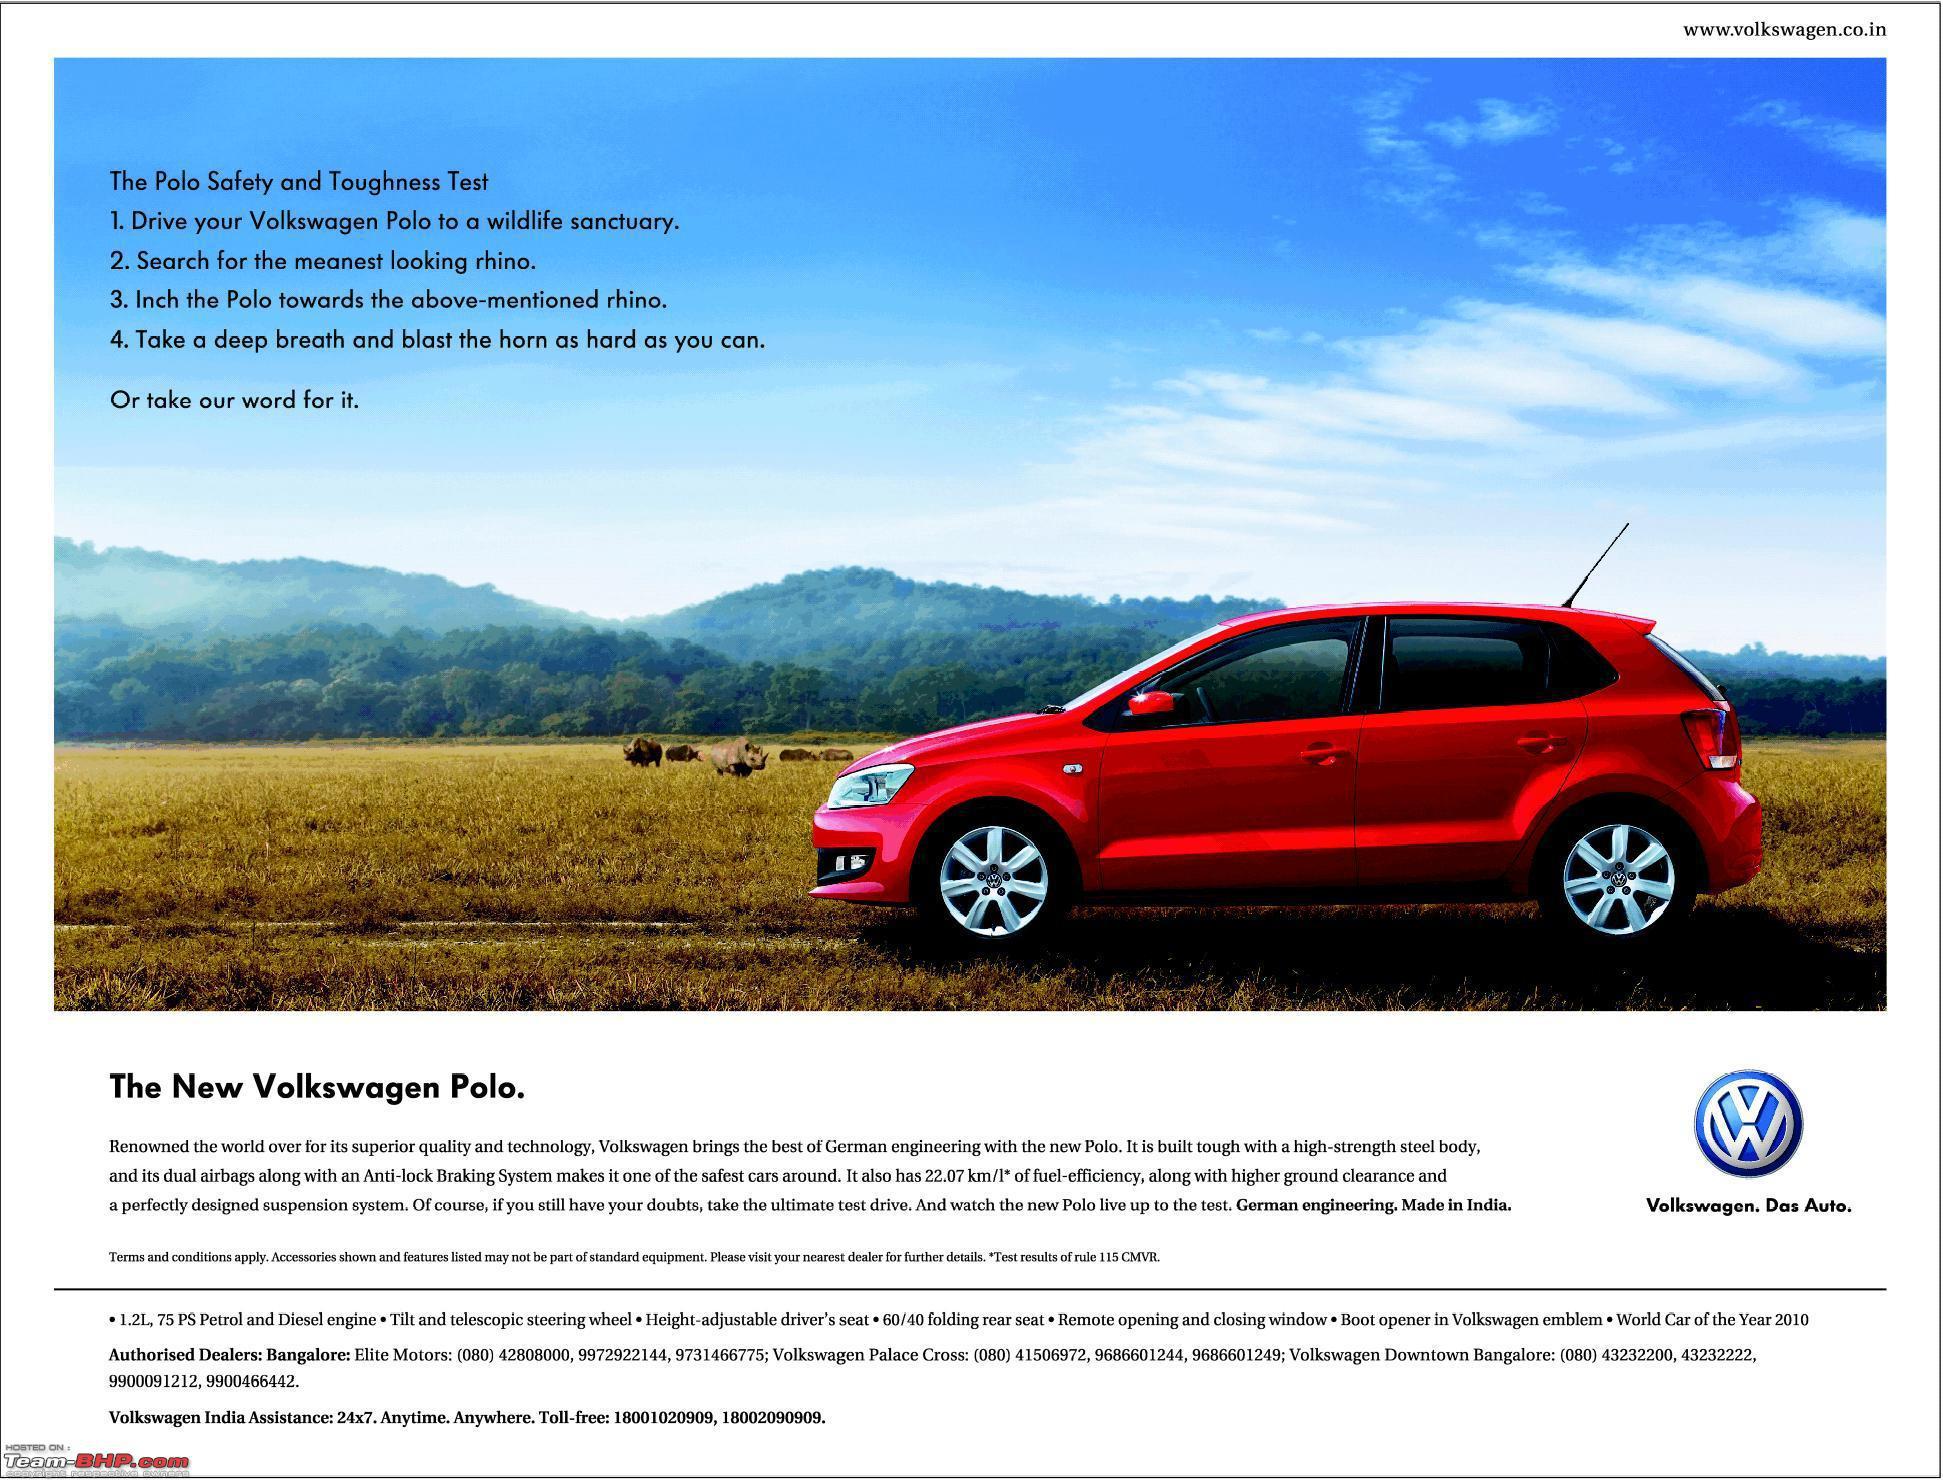 www.volkswagen.co.in
The Polo Safety and Toughness Test
1. Drive your Volkswagen Polo to a wildlife sanctuary.
2. Search for the meanest looking rhino.
3. Inch the Polo towards the above-mentioned rhino.
4. Take a deep breath and blast the horn as hard as you can.
Or take our word for it.
The New Volkswagen Polo.
Renowned the world over for its superior quality and technology, Volkswagen brings the best of German engineering with the new Polo. It is built tough with a high-strength steel body,
and its dual airbags along with an Anti-lock Braking System makes it one of the safest cars around. It also has 22.07 km/l* of fuel-efficiency, along with higher ground clearance and
a perfectly designed suspension system. Of course, if you still have your doubts, take the ultimate test drive. And watch the new Polo live up to the test. German engineering. Made in India.
Volkswagen. Das Auto.
Terms and conditions apply. Accessories shown and features listed may not be part of standard equipment. Please visit your nearest dealer for further details. *Test results of rule 115 CMVR.
• 1.2L, 75 PS Petrol and Diesel engine • Tilt and telescopic steering wheel • Height-adjustable driver's seat • 60/40 folding rear seat • Remote opening and closing window • Boot opener in Volkswagen emblem • World Car of the Year 2010
Authorised Dealers: Bangalore: Elite Motors: (080) 42808000, 9972922144, 9731466775; Volkswagen Palace Cross: (080) 41506972, 9686601244, 9686601249; Volkswagen Downtown Bangalore: (080) 43232200, 43232222,
9900091212, 9900466442.
Volkswagen India Assistance: 24x7. Anytime. Anywhere. Toll-free: 18001020909, 18002090909.
HOSTED ON :
Team-BHP.com
copyright respective owners